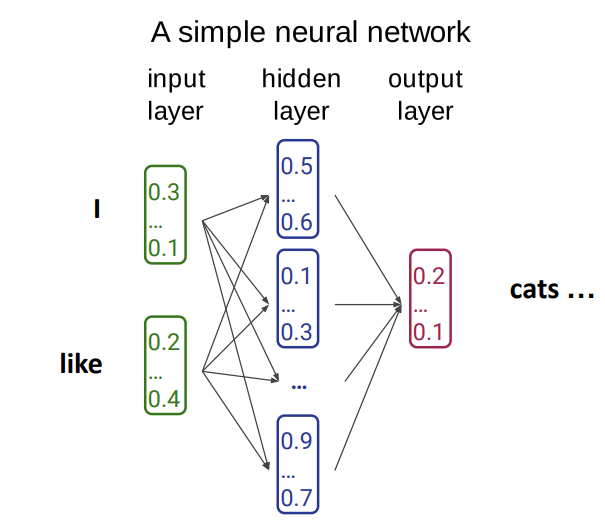 A simple neural network
input
layer
hidden
layer
output
layer
I
0.3
...
0.1
like
0.2
...
0.4
0.5
...
0.6
0.1
...
0.3
...
0.9
...
0.7
0.2
...
0.1
cats ...